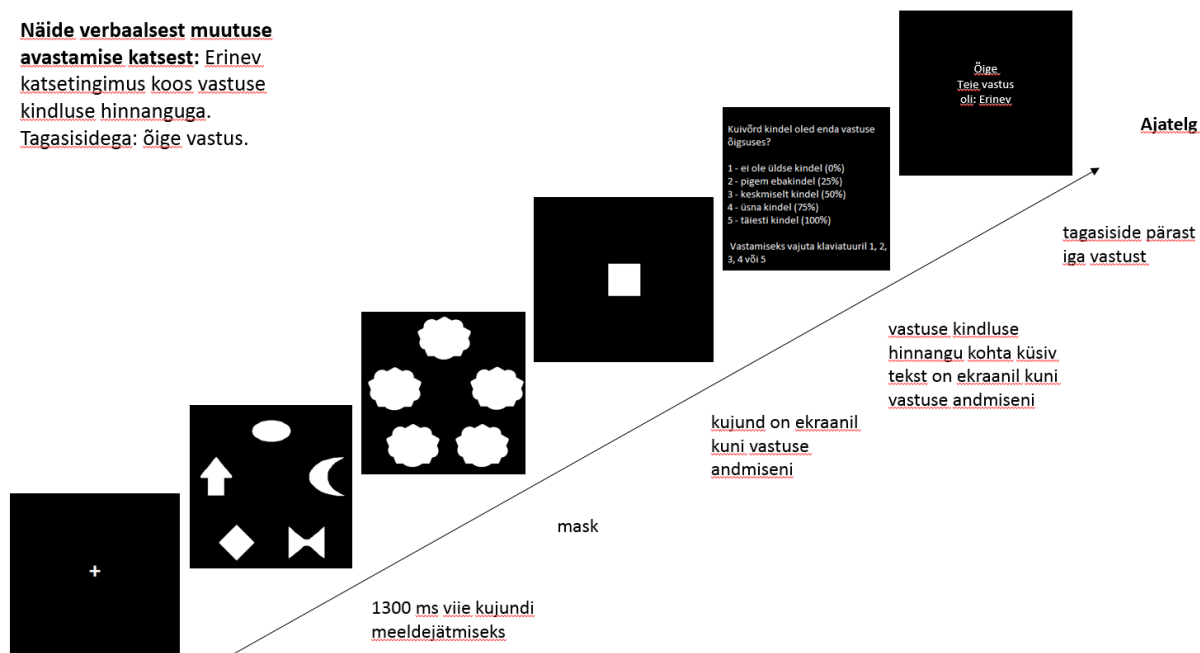 Näide verbaalsest muutuse
avastamise katsest: Erinev
katsetingimus koos vastuse
kindluse hinnanguga.
Tagasisidega: õige vastus.
Õige
Teie vastus
oli: Erinev
Ajatelg
Kuivõrd kindel oled enda vastuse
õigsuses?
1 - ei ole üldse kindel (0%)
2 - pigem ebakindel (25%)
3 - keskmiselt kindel (50%)
4 - üsna kindel (75%)
5 - täiesti kindel (100%)
Vastamiseks vajuta klaviatuuril 1, 2,
3, 4 või 5
tagasiside pärast
iga vastust
vastuse kindluse
hinnangu kohta küsiv
tekst on ekraanil kuni
vastuse andmiseni
kujund on ekraanil
kuni vastuse
andmiseni
mask
1300 ms viie kujundi
meeldejätmiseks